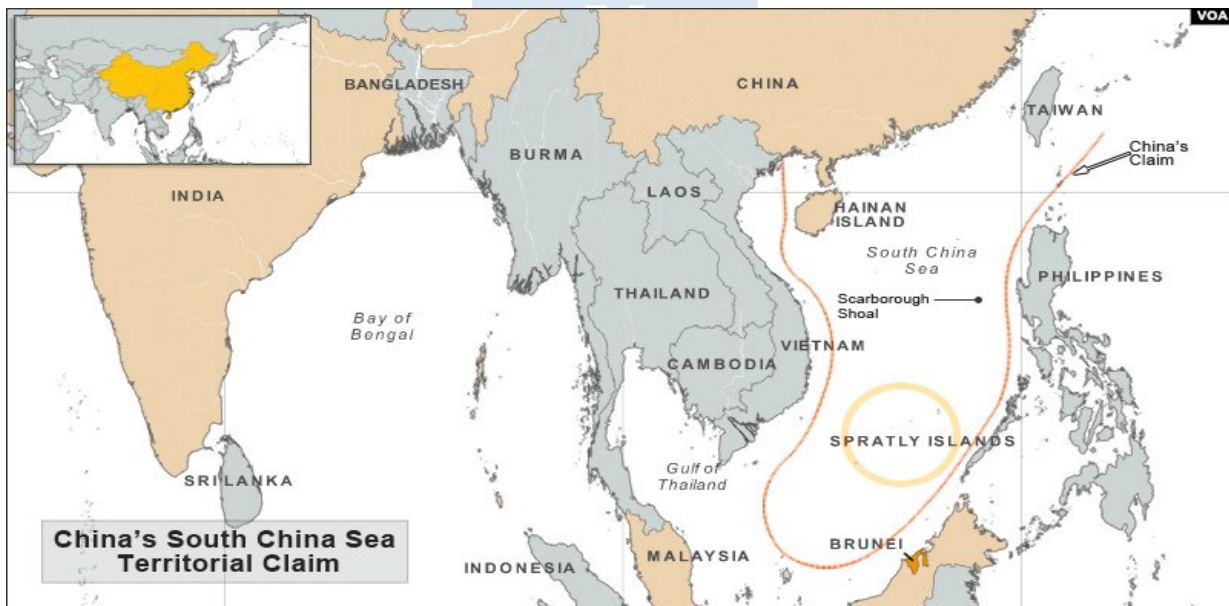 VOA
CHINA
TAIWAN
BANGLADESH
China's
Claim
BURMA
INDIA
LAOS
HAINAN
ISLAND
South China
Sea
PHILIPPINES
THAILAND
Scarborough
Shoal
Bay of
Bengal
VIETNAM
CAMBODIA
SPRATLY ISLANDS
Gulf of
Thailand
SRI LANKA
China's South China Sea
Territorial Claim
BRUNEI
MALAYSIA
INDONESIA